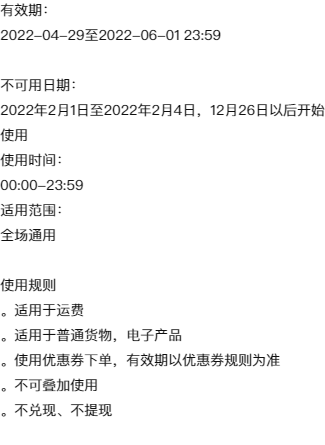 有效期：
2022-04-29至2022-06-01 23:59
不可用日期：
2022年2月1日至2022年2月4日，12月26日以后开始
使用
使用时间：
00:00-23:59
适用范围：
全场通用
使用规则
。适用于运费
。适用于普通货物，电子产品
。使用优惠券下单，有效期以优惠券规则为准
。不可叠加使用
。不兑现、不提现